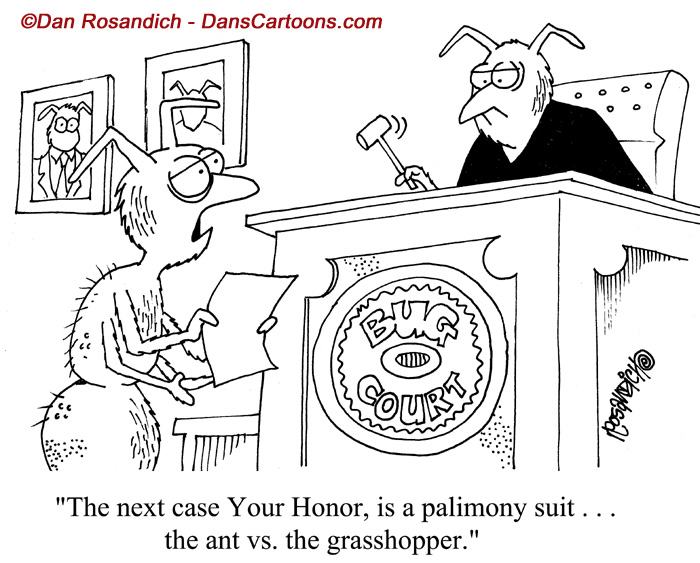 ©Dan Rosandich - DansCartoons.com
BUG
COURT
ROSANDICH©
"The next case Your Honor, is a palimony suit . . .
the ant vs. the grasshopper."